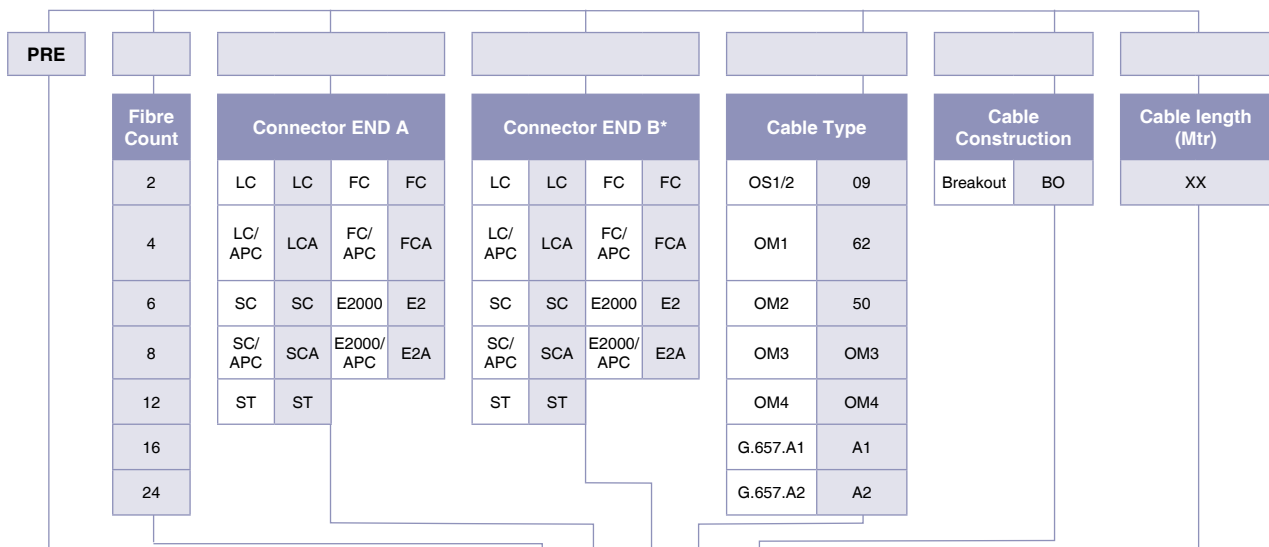 PRE
Fibre
Count
2
4
6
8
12
16
24
Connector END A
LC LC FC FC
LC/
APC LCA FC/
APC FCA
SC SC E2000 E2
SC/
APC SCA E2000/
APC E2A
ST ST
Connector END B*
LC LC FC FC
LC/
APC LCA FC/
APC FCA
SC SC E2000 E2
SC/
APC SCA E2000/
APC E2A
ST ST
Cable Type
OS1/2 09
OM1 62
OM2 50
OM3 OM3
OM4 OM4
G.657.A1 A1
G.657.A2 A2
Cable
Construction
Breakout BO
Cable length
(Mtr)
XX